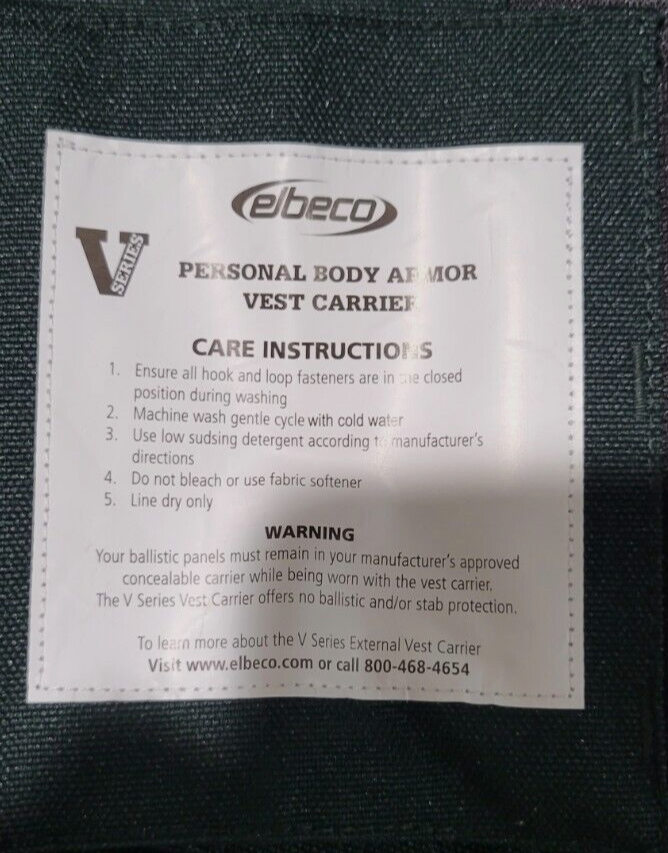 elbeco
V SERIES
PERSONAL BODY ARMOR
VEST CARRIER
CARE INSTRUCTIONS
1. Ensure all hook and loop fasteners are in the closed
position during washing
2. Machine wash gentle cycle with cold water
3. Use low sudsing detergent according to manufacturer's
directions
4. Do not bleach or use fabric softener
5. Line dry only
WARNING
Your ballistic panels must remain in your manufacturer's approved
concealable carrier while being worn with the vest carrier.
The V Series Vest Carrier offers no ballistic and/or stab protection.
To learn more about the V Series External Vest Carrier
Visit www.elbeco.com or call 800-468-4654